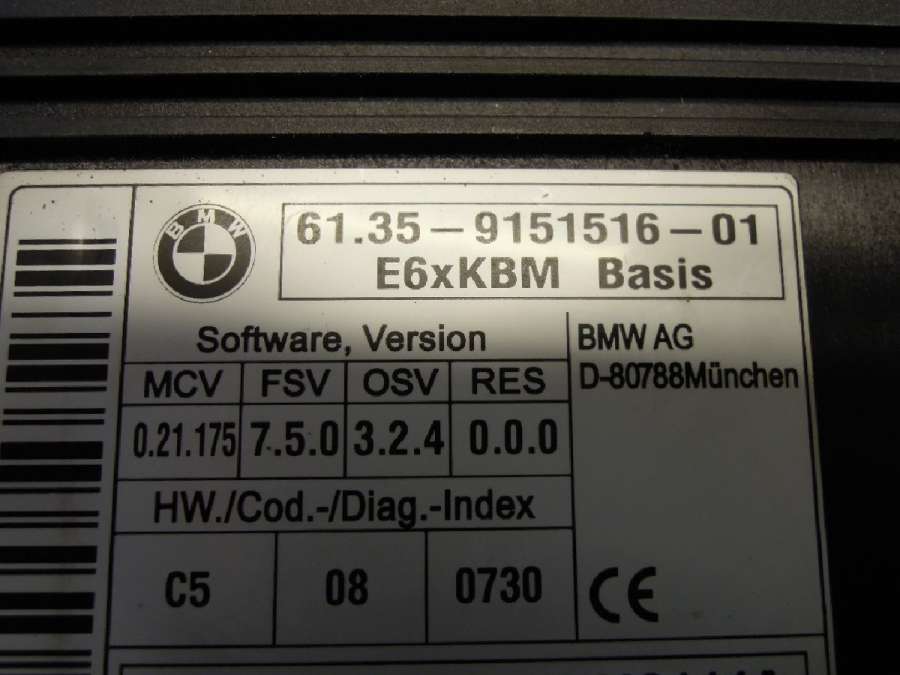 BMW
61.35-9151516-01
E6xKBM Basis
Software, Version
MCV FSV OSV RES
0.21.175 7.5.0 3.2.4 0.0.0
HW./Cod.-/Diag.-Index
C5 08 0730
BMW AG
D-80788München
CE